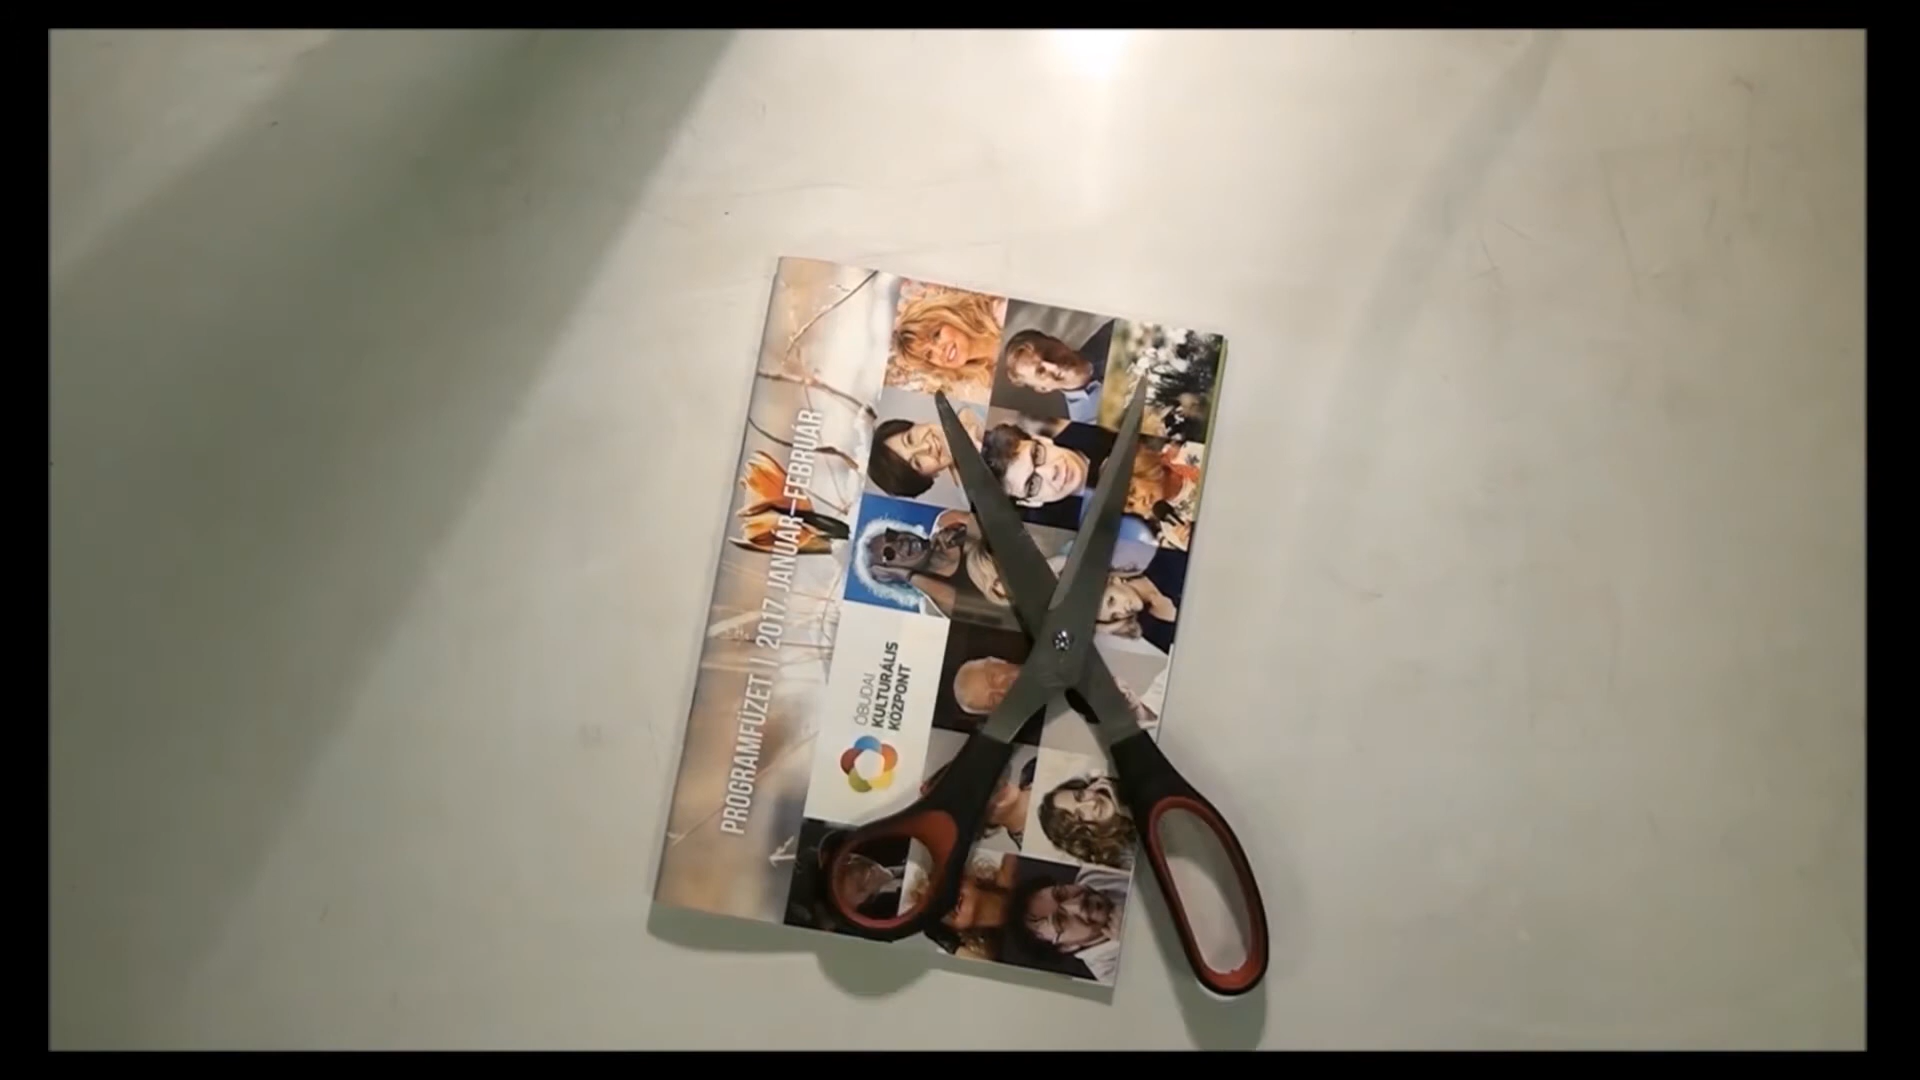 PROGRAMFÜZET // 2017 JANUÁR–FEBRUÁR
ÓBUDAI
KULTURÁLIS
KÖZPONT